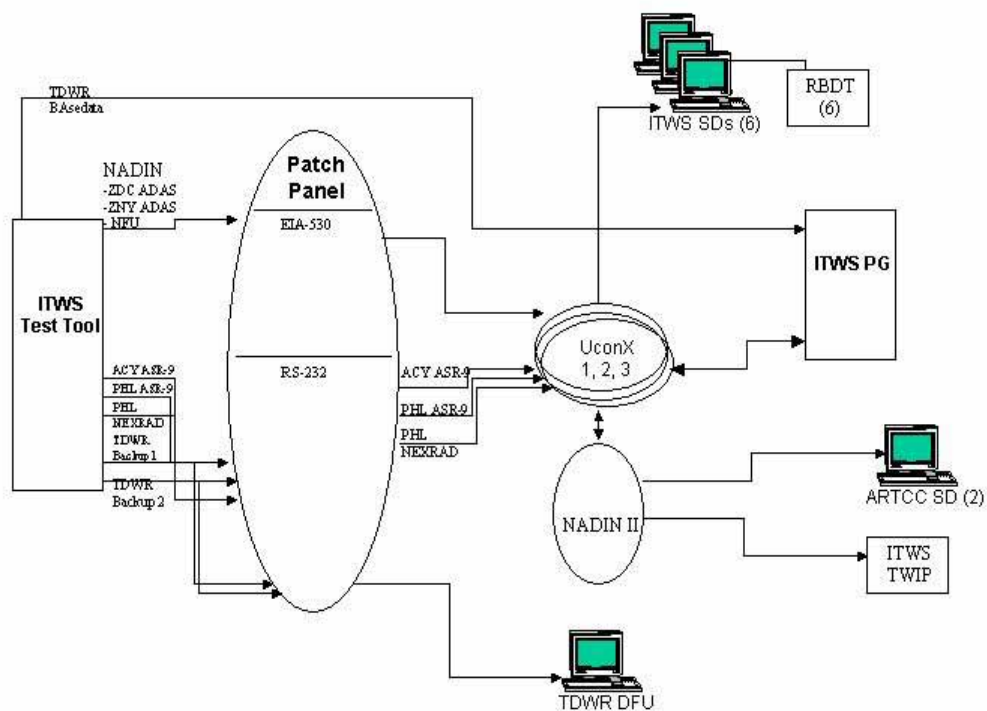 TDWR
BAsedata
RBDT
(6)
ITWS SDs (6)
Patch
Panel
NADIN
-ZDC ADAS
-ZNY ADAS
- NFU
EIA-530
ITWS PG
ITWS
Test Tool
UconX
1, 2, 3
RS-232
ACY ASR-9
PHL ASR-9
PHL
NEXRAD
TDWR
Backup1
TDWR
Backup 2
ACY ASR-9
PHL ASR-9
PHL
NEXRAD
ARTCC SD (2)
NADIN II
ITWS
TWIP
TDWR DFU